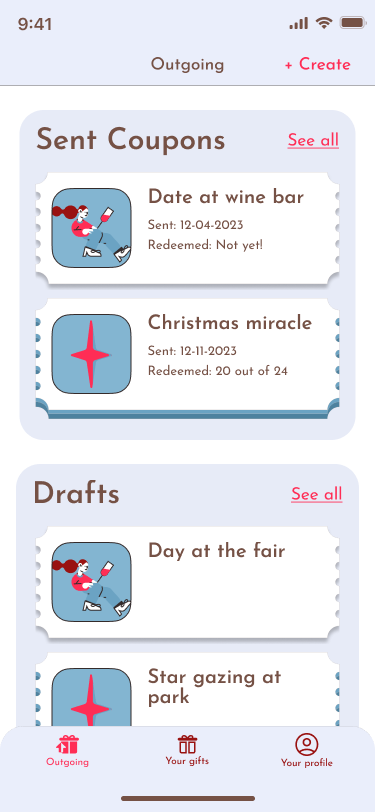 9:41
Outgoing
+ Create
Sent Coupons
See all
Date at wine bar
Sent: 12-04-2023
Redeemed: Not yet!
Christmas miracle
Sent: 12-11-2023
Redeemed: 20 out of 24
Drafts
See all
Day at the fair
Star gazing at
park
Outgoing
Your gifts
Your profile